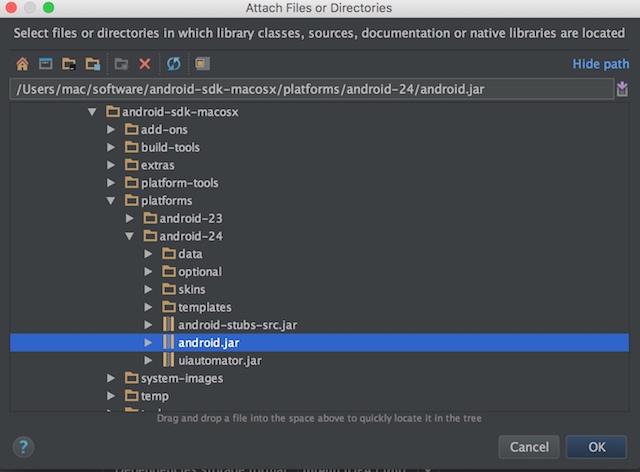 Attach Files or Directories
Select files or directories in which library classes, sources, documentation or native libraries are located
Hide path
/Users/mac/software/android-sdk-macosx/platforms/android-24/android.jar
android-sdk-macosx
add-ons
build-tools
extras
platform-tools
platforms
android-23
android-24
data
optional
skins
templates
android-stubs-src.jar
android.jar
uiautomator.jar
system-images
temp
Drag and drop a file into the space above to quickly locate it in the tree
?
Cancel
OK